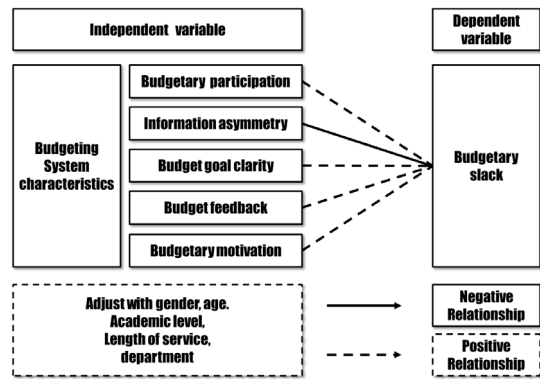 Independent variable
Dependent
variable
Budgeting
System
characteristics
Budgetary participation
Information asymmetry
Budget goal clarity
Budget feedback
Budgetary motivation
Budgetary
slack
Adjust with gender, age.
Academic level,
Length of service,
department
Negative
Relationship
Positive
Relationship